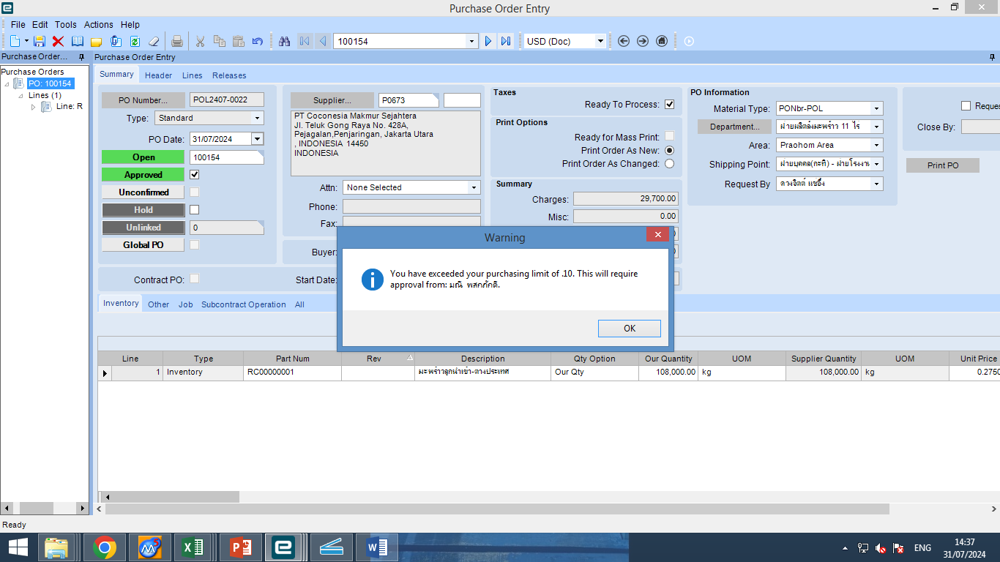 Purchase Order Entry
File Edit Tools Actions Help
100154
USD (Doc)
Purchase Order...
Purchase Order Entry
Purchase Orders
PO: 100154
Lines (1)
Line: R
Summary Header Lines Releases
PO Number... POL2407-0022
Type: Standard
PO Date: 31/07/2024
Open 100154
Approved
Unconfirmed
Hold
Unlinked 0
Global PO
Supplier... P0673
PT Coconesia Makmur Sejahtera
Jl. Teluk Gong Raya No. 428A,
Pejagalan,Penjaringan, Jakarta Utara
, INDONESIA 14450
INDONESIA
Attn: None Selected
Phone:
Fax:
Buyer:
Taxes
Ready To Process:
Print Options
Ready for Mass Print:
Print Order As New:
Print Order As Changed:
Summary
Charges: 29,700.00
Misc: 0.00
PO Information
Material Type: PONbr-POL
Department... ฝ่ายผลิตล้งมะพร้าว 11 ไร่
Area: Praohom Area
Shipping Point: ฝ่ายบุคคล(กะทิ) - ฝ่ายโรงงาน
Request By ดวงจิตต์ แซ่อึ้ง
Reques
Close By:
Print PO
Contract PO:
Start Date:
Warning
You have exceeded your purchasing limit of .10. This will require
approval from: มณี พสกภักดี.
OK
Inventory Other Job Subcontract Operation All
Line Type Part Num Rev Description Qty Option Our Quantity UOM Supplier Quantity UOM Unit Price
1 Inventory RC00000001 มะพร้าวลูกนำเข้า-ต่างประเทศ Our Qty 108,000.00 kg 108,000.00 kg 0.2750
Ready
ENG
14:37
31/07/2024